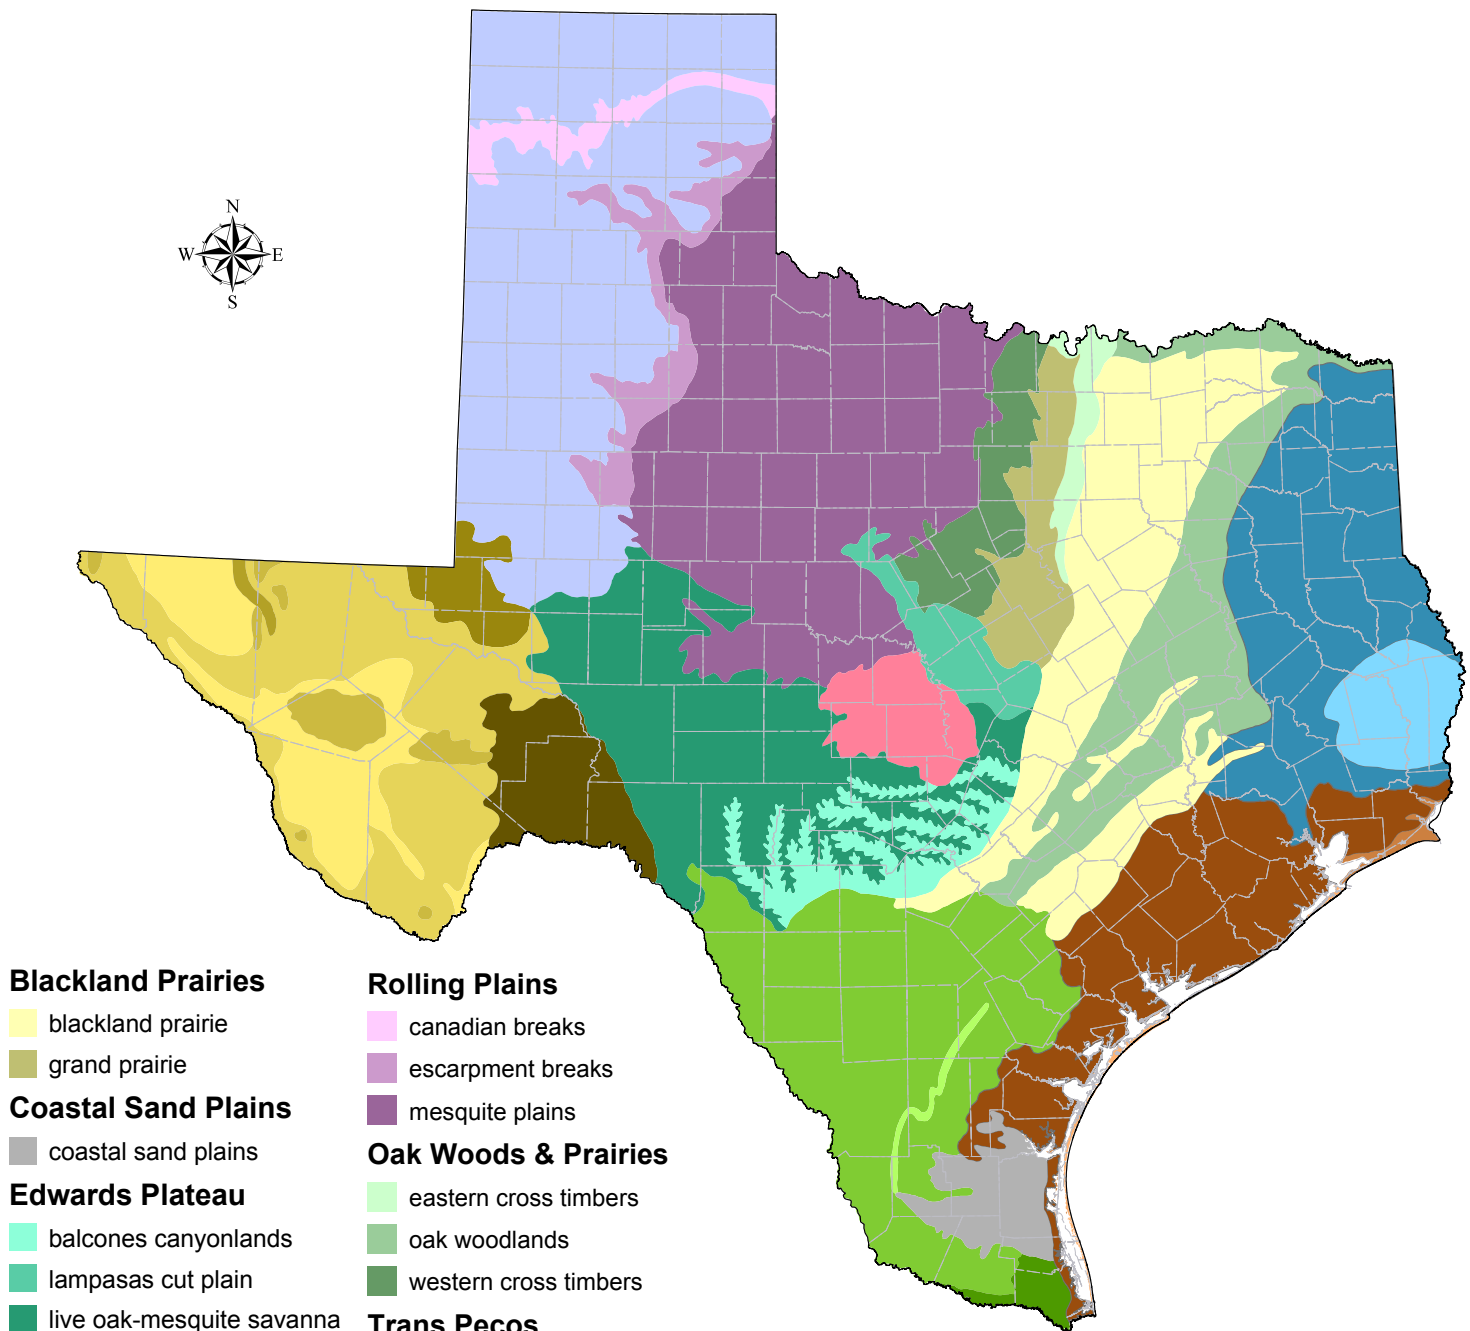 N
W E
S
Blackland Prairies
blackland prairie
grand prairie
Coastal Sand Plains
coastal sand plains
Edwards Plateau
balcones canyonlands
lampasas cut plain
live oak-mesquite savanna
Rolling Plains
canadian breaks
escarpment breaks
mesquite plains
Oak Woods & Prairies
eastern cross timbers
oak woodlands
western cross timbers
Trans Pecos